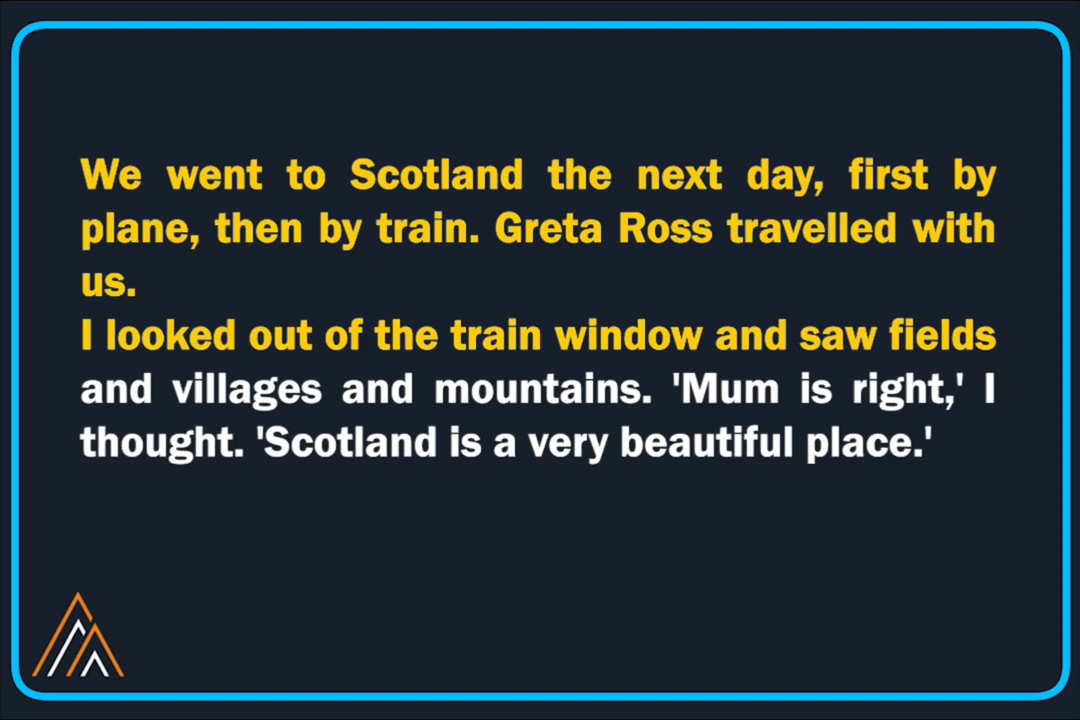 We went to Scotland the next day, first by
plane, then by train. Greta Ross travelled with
us.
I looked out of the train window and saw fields
and villages and mountains. 'Mum is right,' I
thought. 'Scotland is a very beautiful place.'